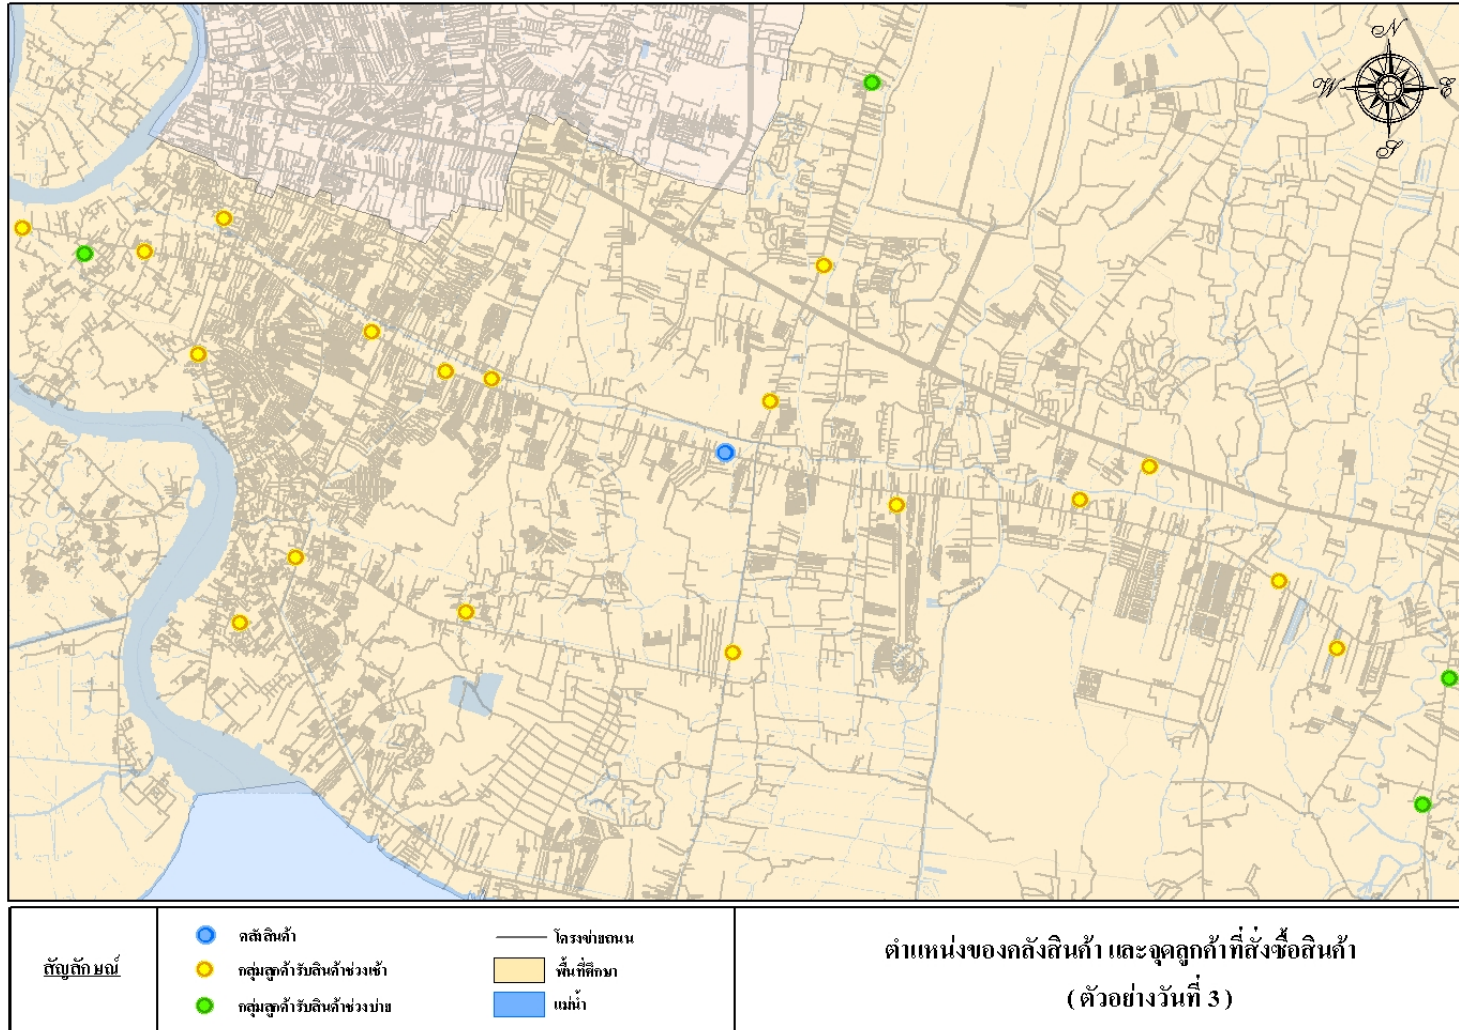 N
W
E
S
สัญลักษณ์
คลังสินค้า
กลุ่มลูกค้ารับสินค้าช่วงเช้า
กลุ่มลูกค้ารับสินค้าช่วงบ่าย
โครงข่ายถนน
พื้นที่ศึกษา
แม่น้ำ
ตำแหน่งของคลังสินค้า และจุดลูกค้าที่สั่งซื้อสินค้า
( ตัวอย่างวันที่ 3 )